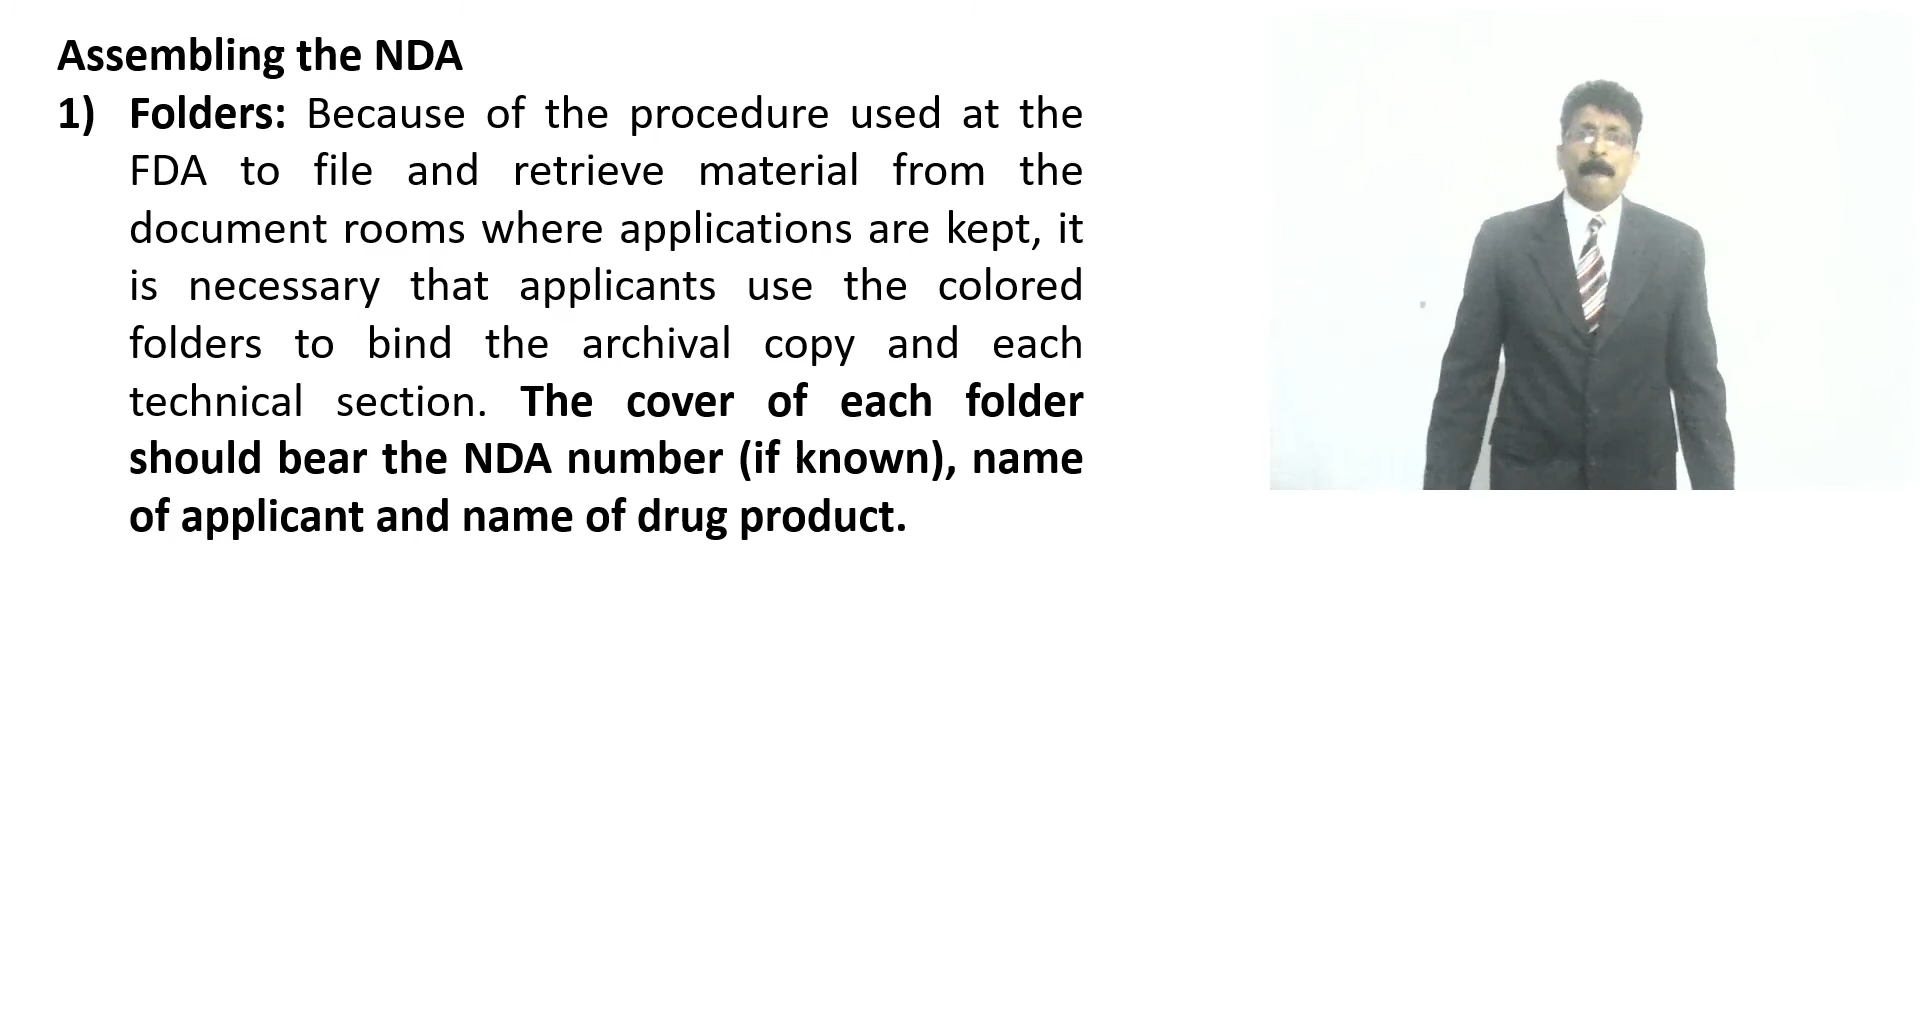 Assembling the NDA
1) Folders: Because of the procedure used at the
FDA to file and retrieve material from the
document rooms where applications are kept, it
is necessary that applicants use the colored
folders to bind the archival copy and each
technical section. The cover of each folder
should bear the NDA number (if known), name
of applicant and name of drug product.